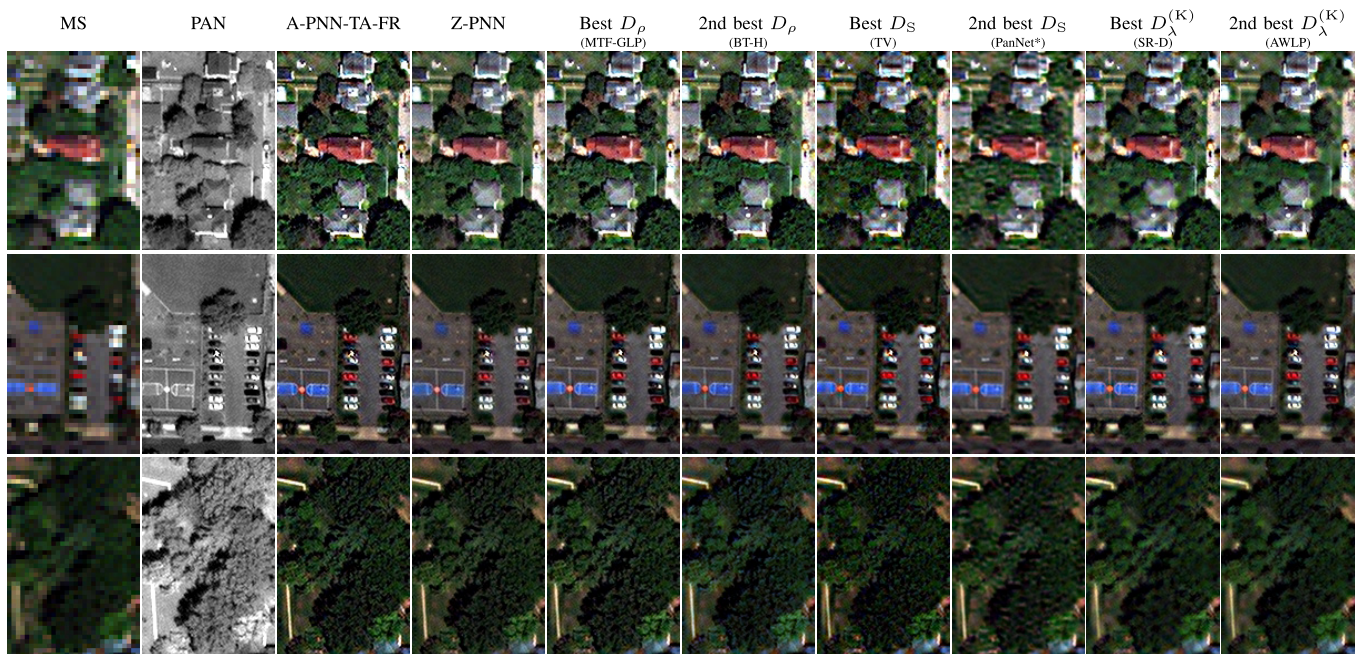 MS PAN A-PNN-TA-FR Z-PNN Best D_ρ 2nd best D_ρ Best D_S 2nd best D_S Best D_λ^(K) 2nd best D_λ^(K)
(MTF-GLP) (BT-H) (TV) (PanNet*) (SR-D) (AWLP)